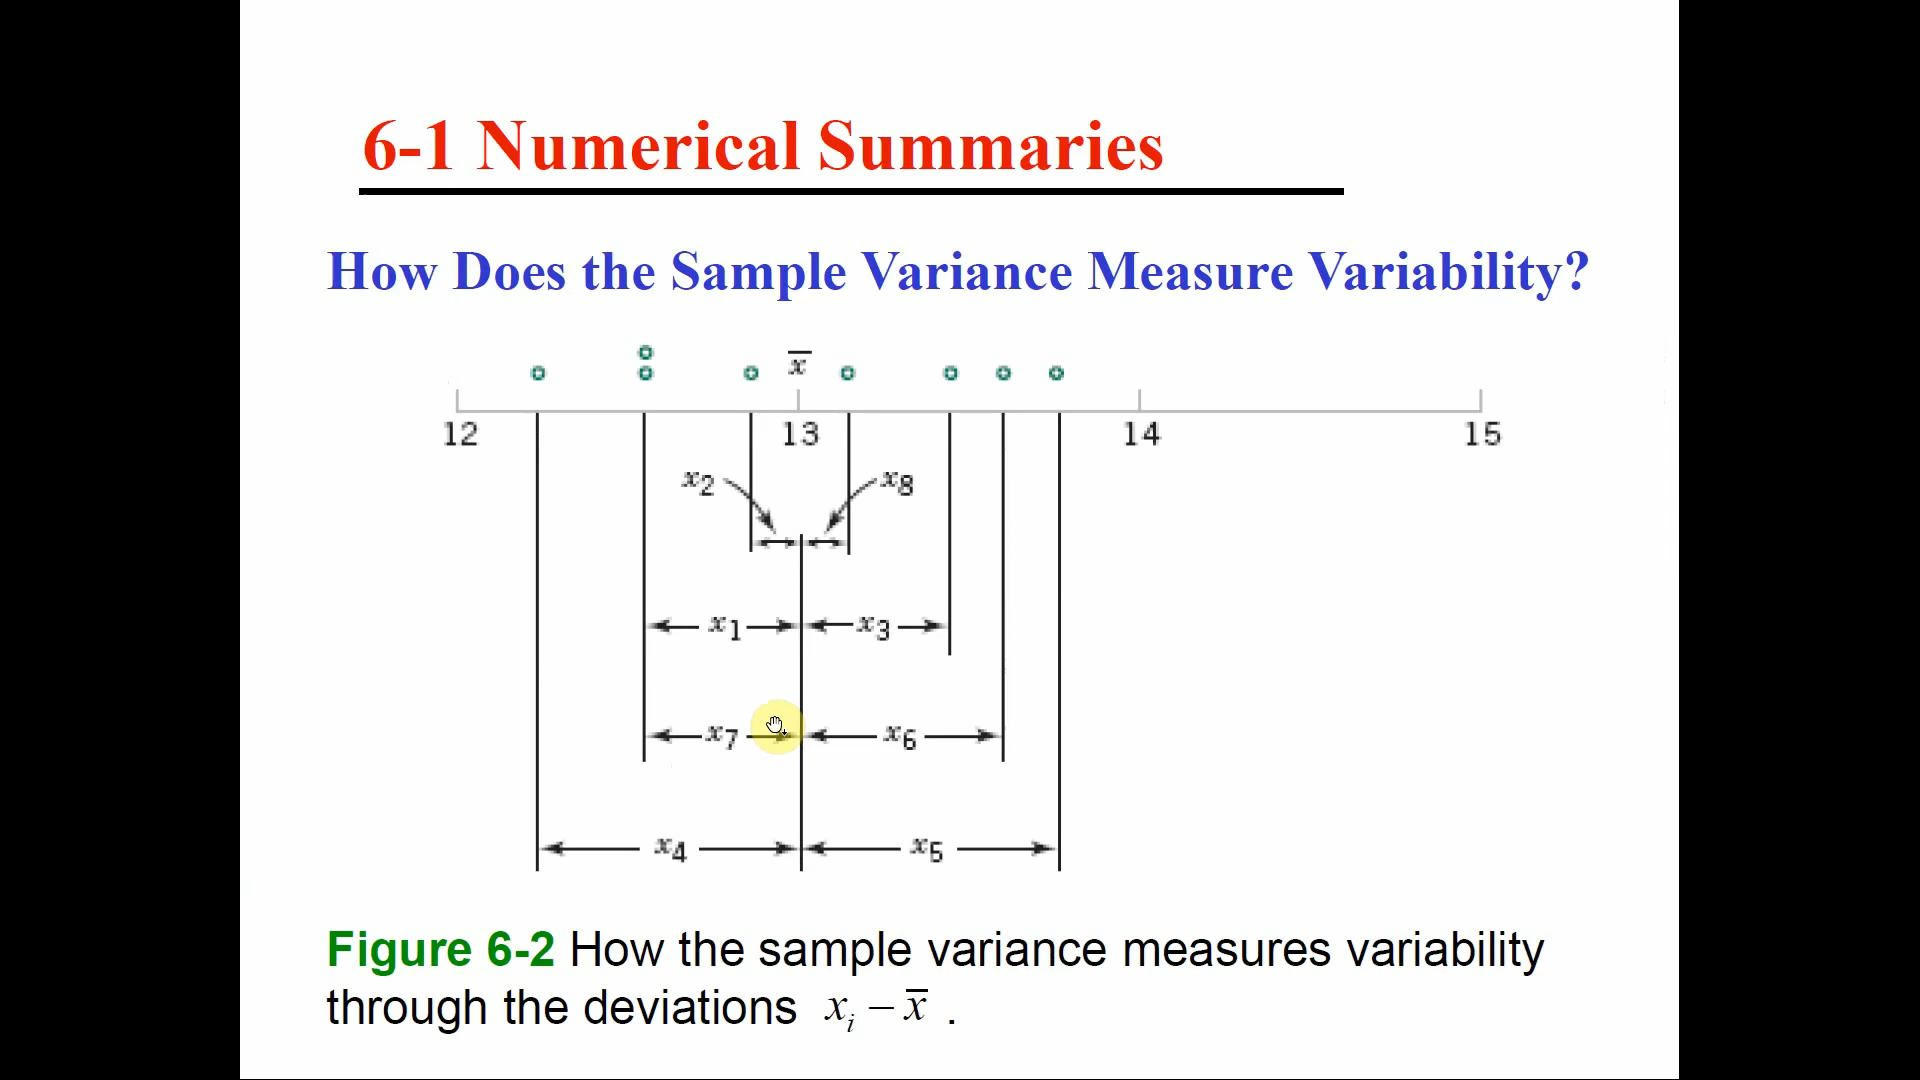 6-1 Numerical Summaries
How Does the Sample Variance Measure Variability?
x̅
12 13 14 15
x₂ x₈
x₁ x₃
x₇ x₆
x₄ x₅
Figure 6-2 How the sample variance measures variability
through the deviations xᵢ − x̅ .